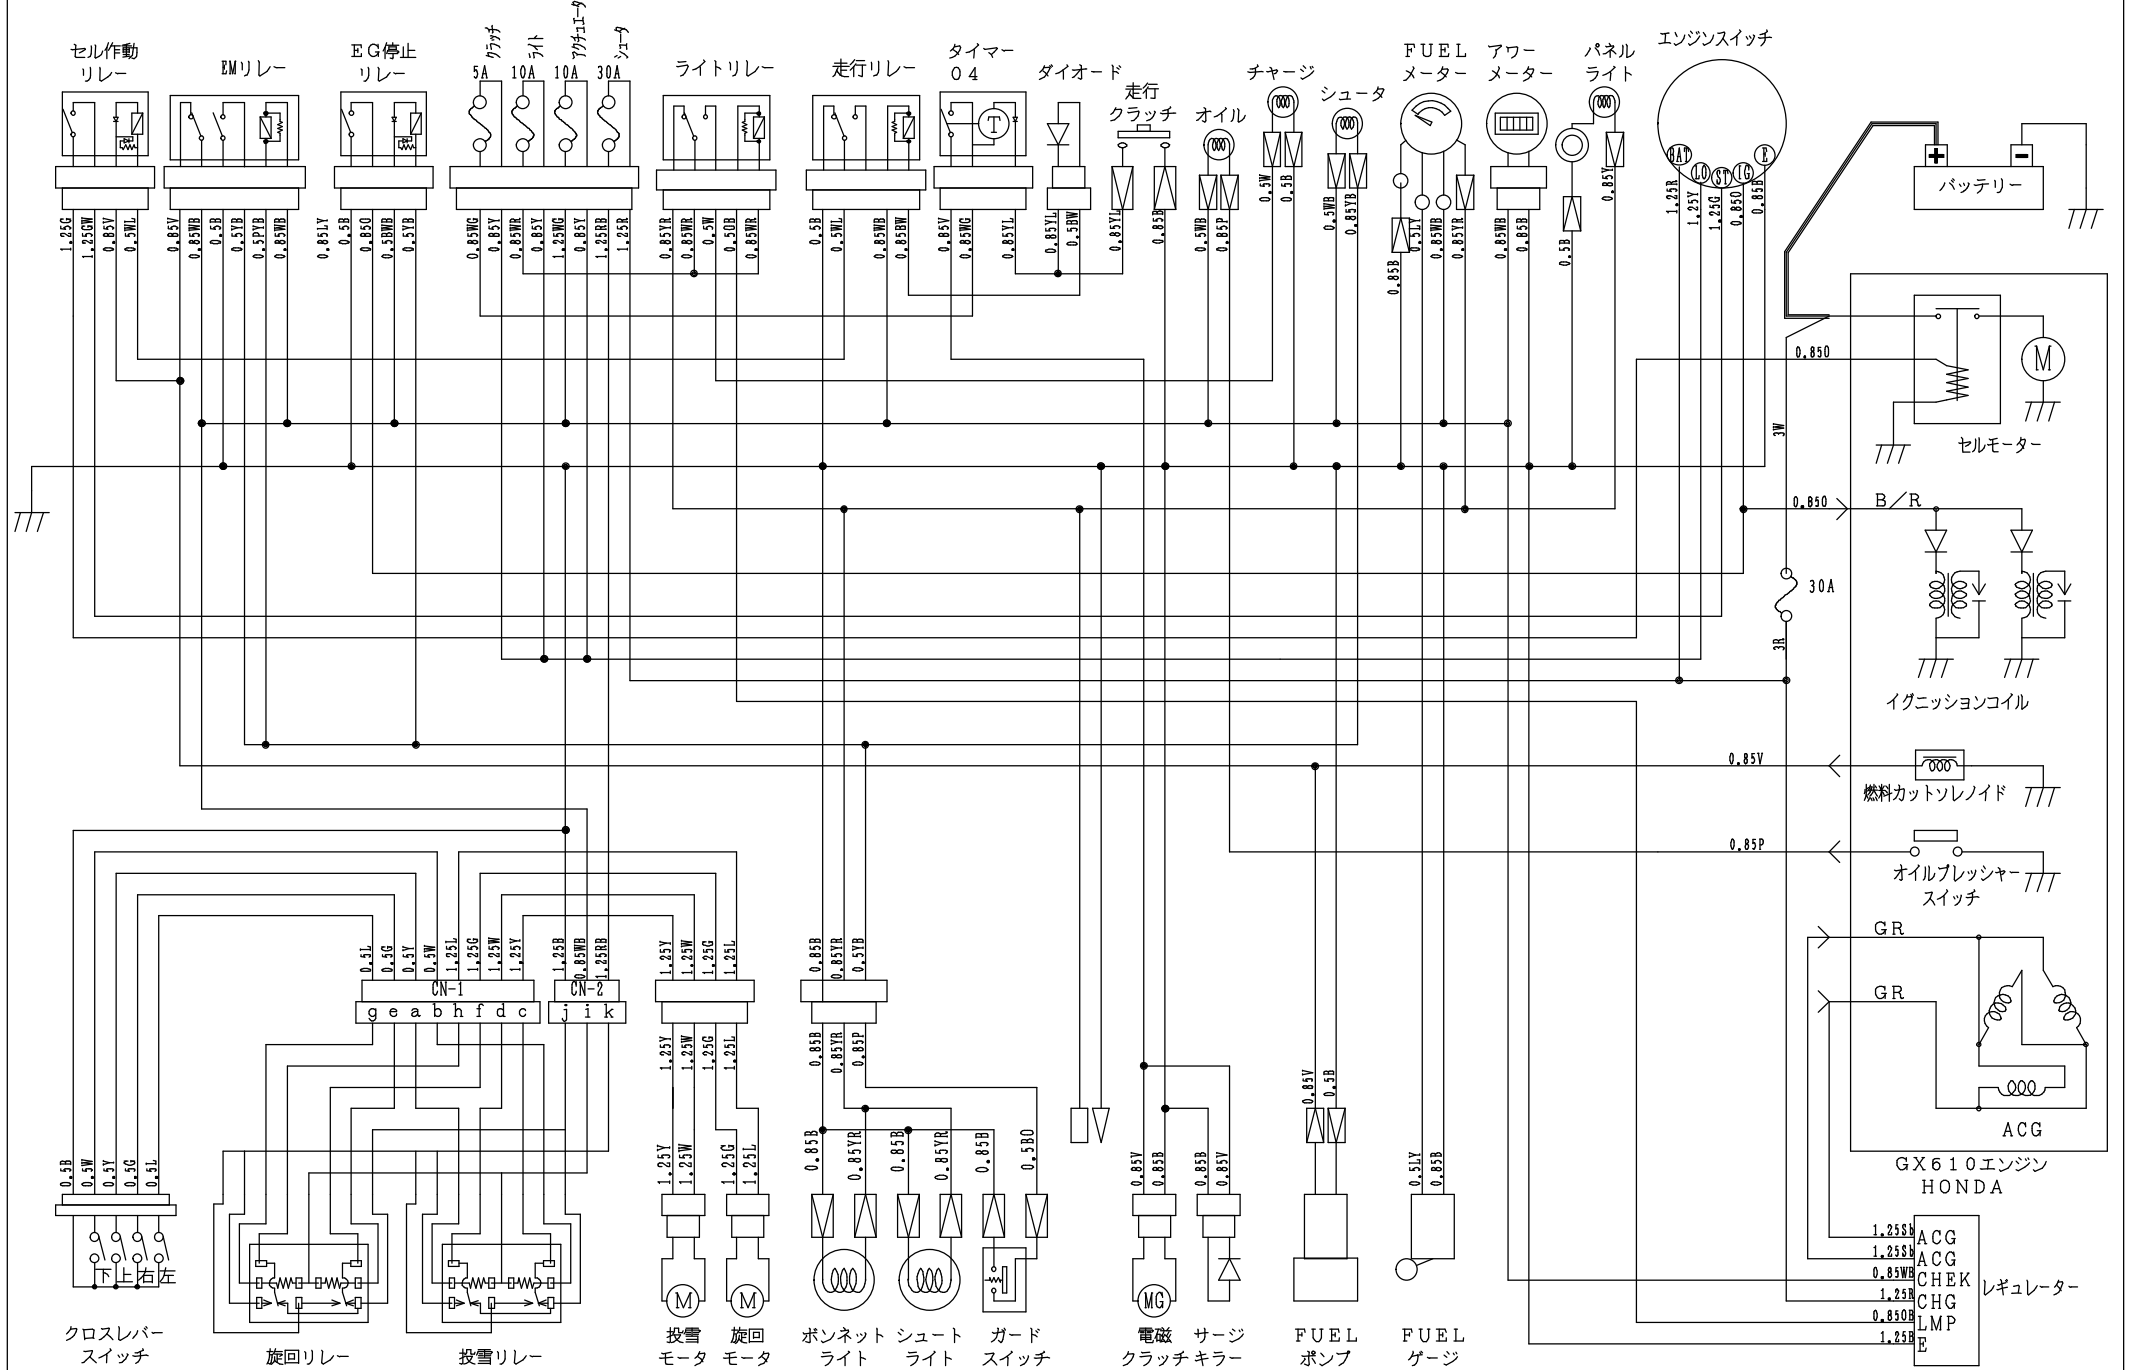 セル作動
リレー
EMリレー
EG停止
リレー
クラッチ
ライト
アクチュエータ
シュータ
5A
10A
10A
30A
ライトリレー
走行リレー
タイマー
04
ダイオード
走行
クラッチ
オイル
チャージ
シュータ
FUEL
メーター
アワー
メーター
パネル
ライト
エンジンスイッチ
T
BAT
LO
ST
IG
E
+
-
バッテリー
1.25G
1.25GW
0.85V
0.5WL
0.85V
0.85WB
0.5B
0.5YB
0.5PYB
0.85WB
0.85LY
0.5B
0.85O
0.5BWB
0.5YB
0.85WG
0.85Y
0.85WR
0.85Y
1.25WG
0.85Y
1.25RB
1.25R
0.85YR
0.85WR
0.5W
0.5OB
0.85WR
0.5B
0.5WL
0.85WB
0.85BW
0.85V
0.85WG
0.85YL
0.85YL
0.5BW
0.85YL
0.85B
0.5WB
0.85P
0.5W
0.5B
0.5WB
0.85YB
0.85B
0.5LY
0.85WB
0.85YR
0.85WB
0.85B
0.5B
0.85Y
1.25R
1.25Y
1.25G
0.85O
0.85B
0.85O
M
セルモーター
3W
0.85O
B/R
30A
3R
イグニッションコイル
0.85V
燃料カットソレノイド
0.85P
オイルプレッシャー
スイッチ
GR
GR
ACG
GX610エンジン
HONDA
0.5L
0.5G
0.5Y
0.5W
1.25L
1.25G
1.25W
1.25Y
1.25B
0.85WB
1.25RB
1.25Y
1.25W
1.25G
1.25L
0.85B
0.85YR
0.5YB
CN-1
CN-2
g e a b h f d c
j i k
1.25Y
1.25W
1.25G
1.25L
0.85B
0.85YR
0.85P
0.85V
0.5B
0.5B
0.5W
0.5Y
0.5G
0.5L
1.25Y
1.25W
1.25G
1.25L
0.85B
0.85YR
0.85B
0.85YR
0.85B
0.5BO
0.85V
0.85B
0.85B
0.85V
0.5LY
0.85B
下 上 右 左
M
M
MG
1.25Sb
ACG
1.25Sb
ACG
0.85WB
CHEK
1.25R
CHG
0.85OB
LMP
1.25B
E
レギュレーター
クロスレバー
スイッチ
旋回リレー
投雪リレー
投雪
モータ
旋回
モータ
ボンネット
ライト
シュート
ライト
ガード
スイッチ
電磁
クラッチ
サージ
キラー
FUEL
ポンプ
FUEL
ゲージ